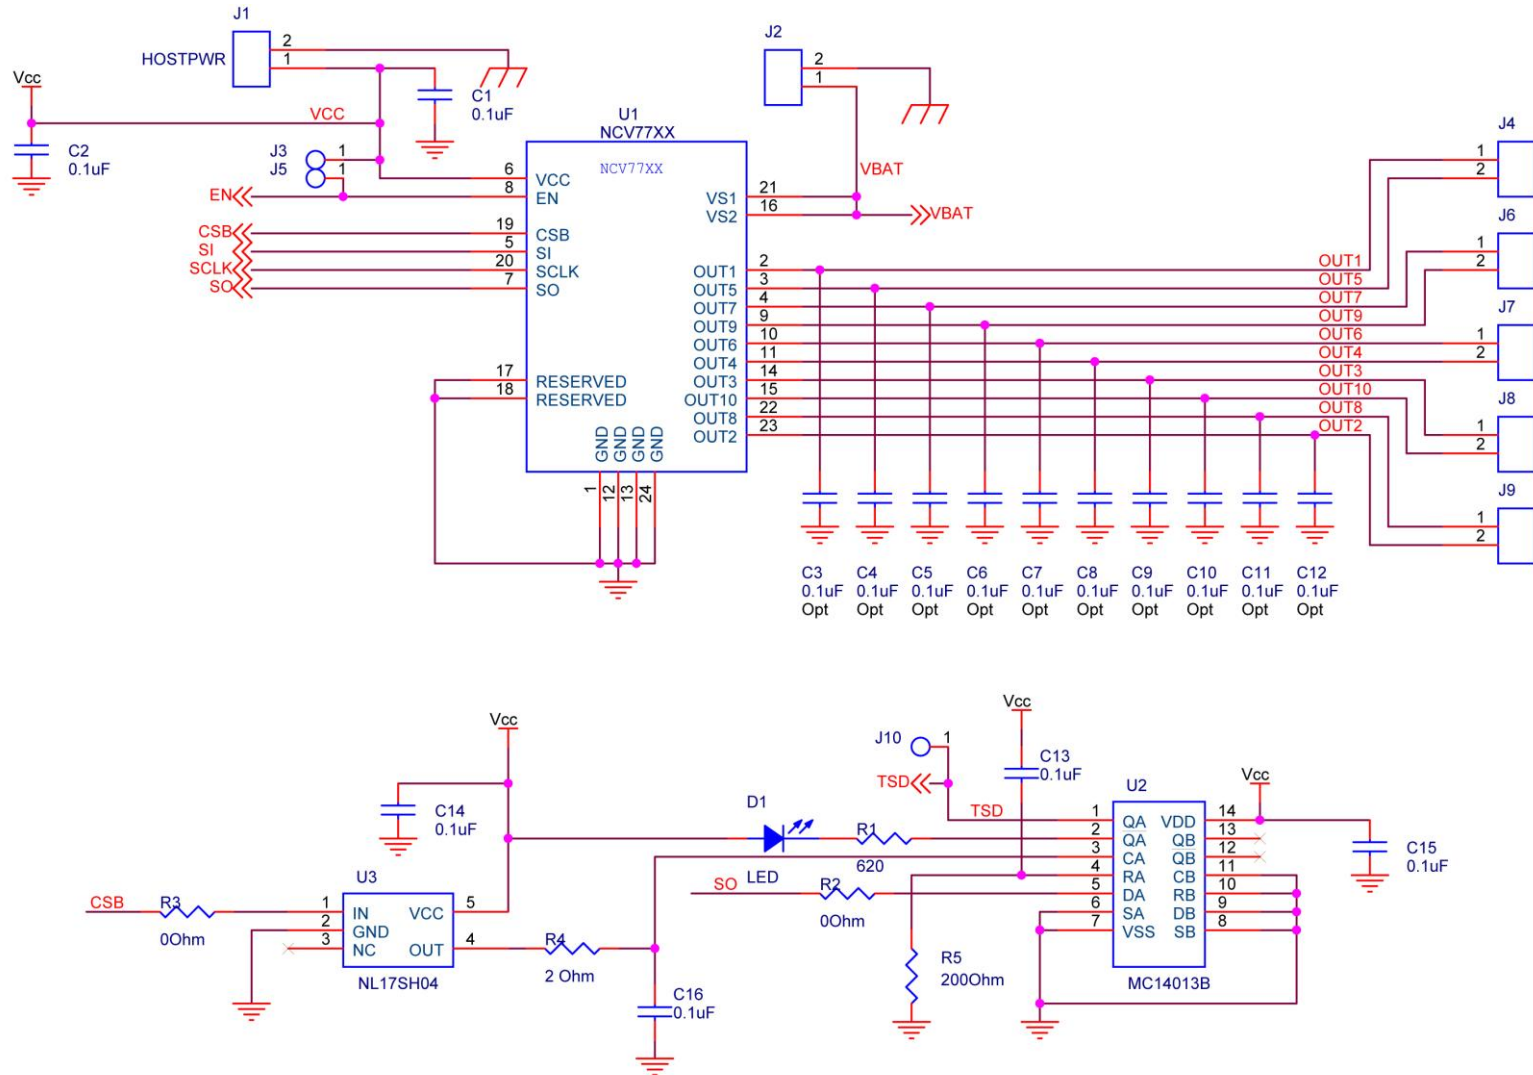 J1
HOSTPWR
2
1
Vcc
VCC
C1
0.1uF
C2
0.1uF
J3
J5
1
1
EN
CSB
SI
SCLK
SO
U1
NCV77XX
NCV77XX
6
8
19
5
20
7
17
18
VCC
EN
CSB
SI
SCLK
SO
RESERVED
RESERVED
GND
GND
GND
GND
1
12
13
24
VS1
VS2
OUT1
OUT5
OUT7
OUT9
OUT6
OUT4
OUT3
OUT10
OUT8
OUT2
21
16
2
3
4
9
10
11
14
15
22
23
J2
2
1
VBAT
VBAT
OUT1
OUT5
OUT7
OUT9
OUT6
OUT4
OUT3
OUT10
OUT8
OUT2
J4
1
2
J6
1
2
J7
1
2
J8
1
2
J9
1
2
C3
0.1uF
Opt
C4
0.1uF
Opt
C5
0.1uF
Opt
C6
0.1uF
Opt
C7
0.1uF
Opt
C8
0.1uF
Opt
C9
0.1uF
Opt
C10
0.1uF
Opt
C11
0.1uF
Opt
C12
0.1uF
Opt
Vcc
C14
0.1uF
U3
CSB
R3
0Ohm
1
2
3
IN
GND
NC
VCC
OUT
5
4
NL17SH04
R4
2 Ohm
C16
0.1uF
D1
LED
R1
620
SO
R2
0Ohm
J10
1
TSD
TSD
Vcc
C13
0.1uF
R5
200Ohm
U2
1
2
3
4
5
6
7
QA
QA
CA
RA
DA
SA
VSS
VDD
QB
QB
CB
RB
DB
SB
14
13
12
11
10
9
8
MC14013B
Vcc
C15
0.1uF